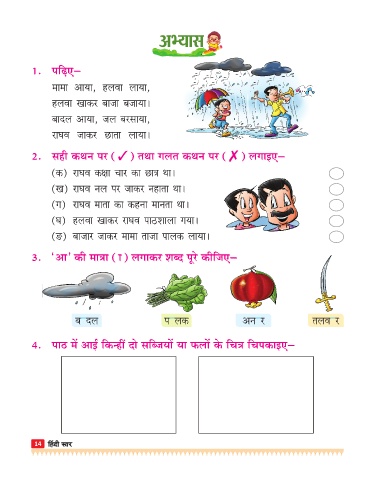 अभ्यास
1. पढ़िए–
मामा आया, हलवा लाया,
हलवा खाकर बाजा बजाया।
बादल आया, जल बरसाया,
राघव जाकर छाता लाया।
2. सही कथन पर ( ✓ ) तथा गलत कथन पर ( ✗ ) लगाइए–
(क) राघव कक्षा चार का छात्र था।
(ख) राघव नल पर जाकर नहाता था।
(ग) राघव माता का कहना मानता था।
(घ) हलवा खाकर राघव पाठशाला गया।
(ङ) बाजार जाकर मामा ताजा पालक लाया।
3. ‘आ’ की मात्रा ( ा ) लगाकर शब्द पूरे कीजिए–
ब दल प लक अन र तलव र
4. पाठ में आई किन्हीं दो सब्जियों या फलों के चित्र चिपकाइए–
14 हिंदी स्तर